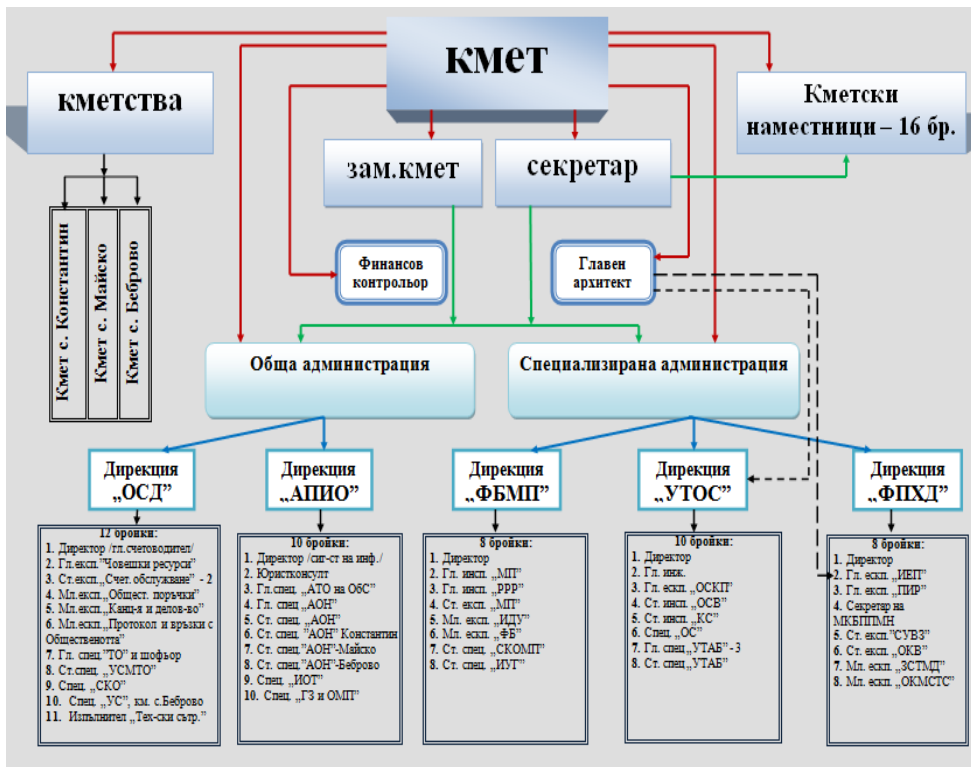 кмет
кметства
Кметски
наместници – 16 бр.
зам.кмет
секретар
Кмет с. Константин
Кмет с. Майско
Кмет с. Беброво
Финансов
контрольор
Главен
архитект
Обща администрация
Специализирана администрация
Дирекция
„ОСД”
Дирекция
„АПИО”
Дирекция
„ФБМП”
Дирекция
„УТОС”
Дирекция
„ФПХД”
12 бройки:
1. Директор /гл.счетоводител/
2. Гл.експ.”Човешки ресурси”
3. Ст.експ.„Счет. обслужване” - 2
4. Мл.експ.„Общест. поръчки”
5. Мл.експ.„Канц-я и делов-во”
6. Мл.експ.„Протокол и връзки с
Общественотта”
7. Гл.спец.”ТО” и шофьор
8. Ст.спец. „УСМТО”
9. Спец. „СКО”
10. Спец. „УС”, км. с.Беброво
11. Изпълнител „Тех-ски сътр.”
10 бройки:
1. Директор /сиг-ст на инф./
2. Юристконсулт
3. Гл.спец. „АТО на ОбС”
4. Гл. спец. „АОН”
5. Ст. спец. „АОН”
6. Ст. спец. ”АОН” Константин
7. Ст. спец.”АОН”-Майско
8. Ст. спец. ”АОН”-Беброво
9. Спец. „ИОТ”
10. Спец. „ГЗ и ОМП”
8 бройки:
1. Директор
2. Гл. инсп. „МП”
3. Гл. инсп. „РРР”
4. Ст. експ. „МП”
5. Мл. експ. „ИДУ”
6. Мл. експ. „ФБ”
7. Ст. спец. „СКОМП”
8. Ст. спец. „ИУГ”
10 бройки:
1. Директор
2. Гл. инж.
3. Гл. експ. „ОСКП”
4. Ст. инсп. „ОСВ”
5. Ст. инсп. „КС”
6. Спец. „ОС”
7. Гл. спец „УТАБ” - 3
8. Ст. спец „УТАБ”
8 бройки:
1. Директор
2. Гл. експ. „ИЕП”
3. Гл. експ. „ПИР”
4. Секретар на
МКБППМН
5. Ст. експ.”СУВЗ”
6. Ст. експ. „ОКВ”
7. Мл. експ. „ЗСТМД”
8. Мл. експ. „ОКМСТС”